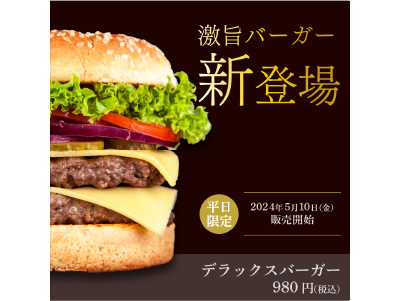 激旨バーガー
新登場
平日
限定
2024年5月10日(金)
販売開始
デラックスバーガー
980円(税込)